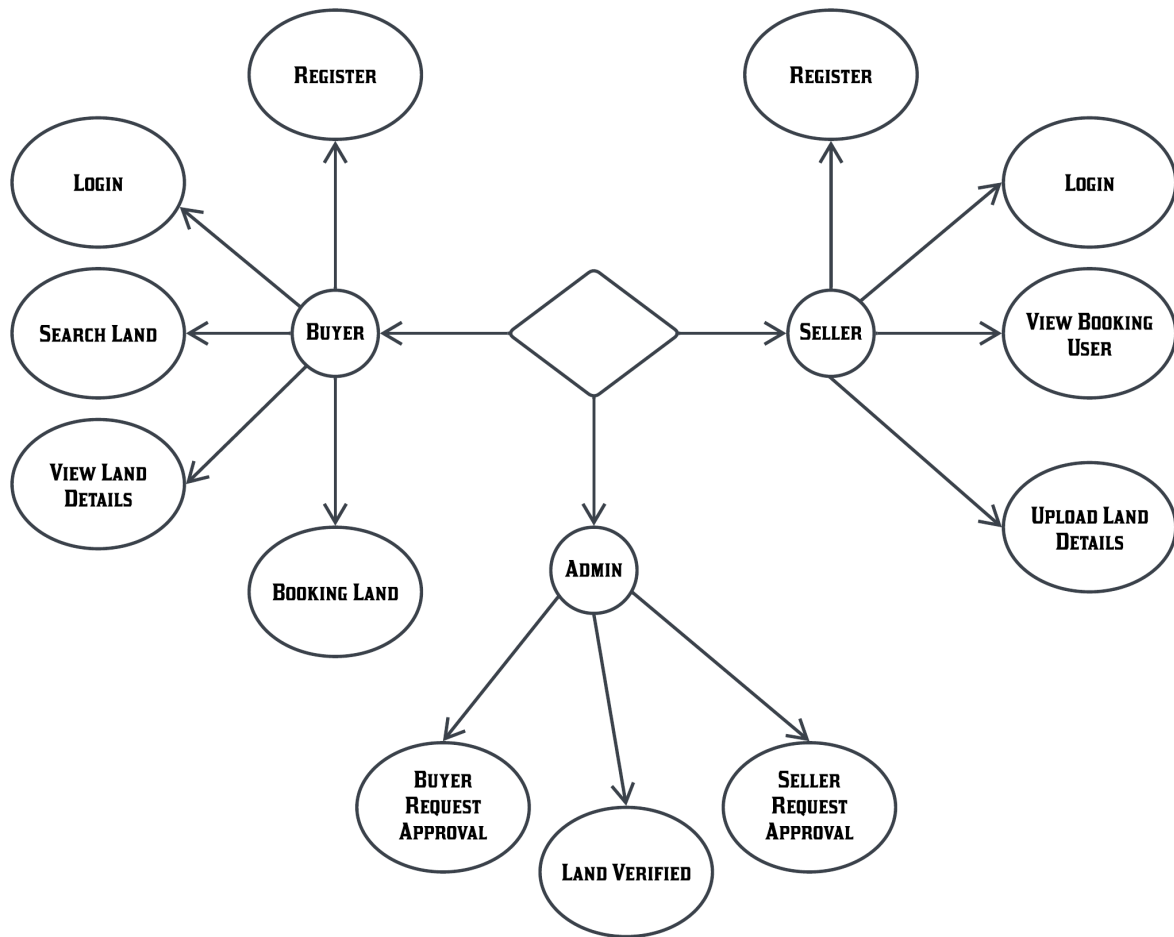 Register
Register
Login
Login
Search Land
Buyer
Seller
View Booking
User
View Land
Details
Upload Land
Details
Booking Land
Admin
Buyer
Request
Approval
Seller
Request
Approval
Land Verified